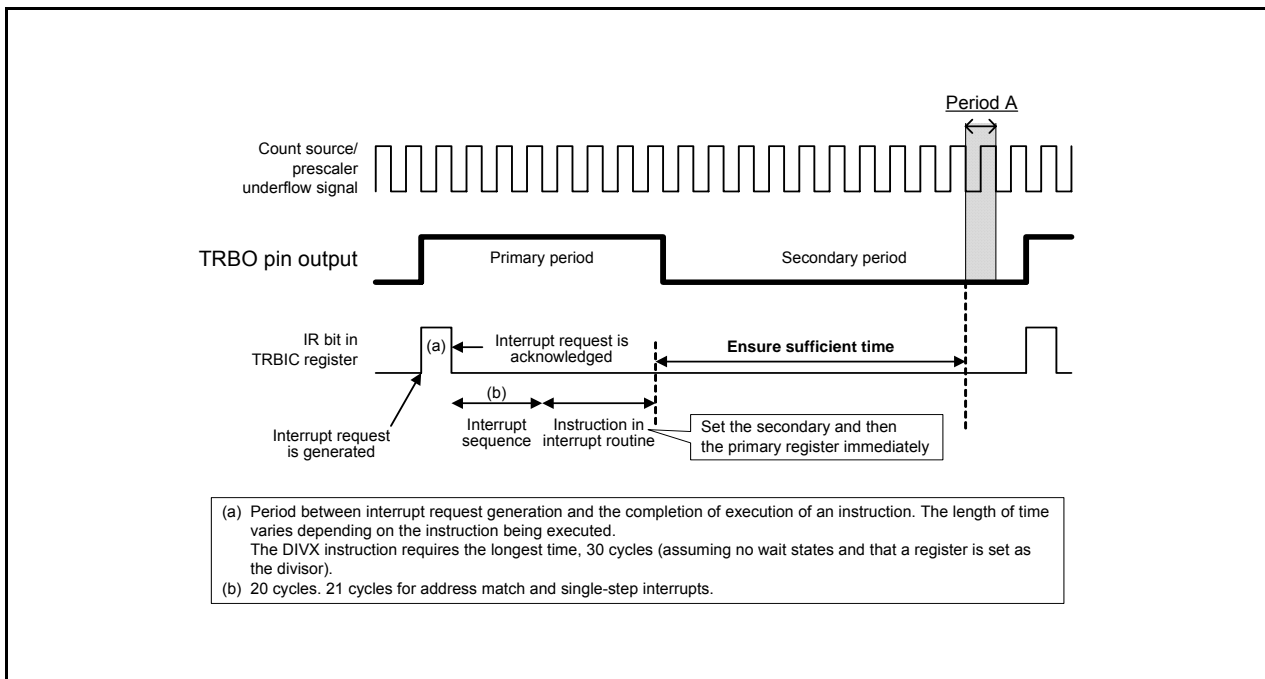 Period A
Count source/
prescaler
underflow signal
TRBO pin output
Primary period
Secondary period
IR bit in
TRBIC register
(a)
Interrupt request is
acknowledged
Ensure sufficient time
(b)
Interrupt
sequence
Instruction in
interrupt routine
Interrupt request
is generated
Set the secondary and then
the primary register immediately
(a) Period between interrupt request generation and the completion of execution of an instruction. The length of time
varies depending on the instruction being executed.
The DIVX instruction requires the longest time, 30 cycles (assuming no wait states and that a register is set as
the divisor).
(b) 20 cycles. 21 cycles for address match and single-step interrupts.